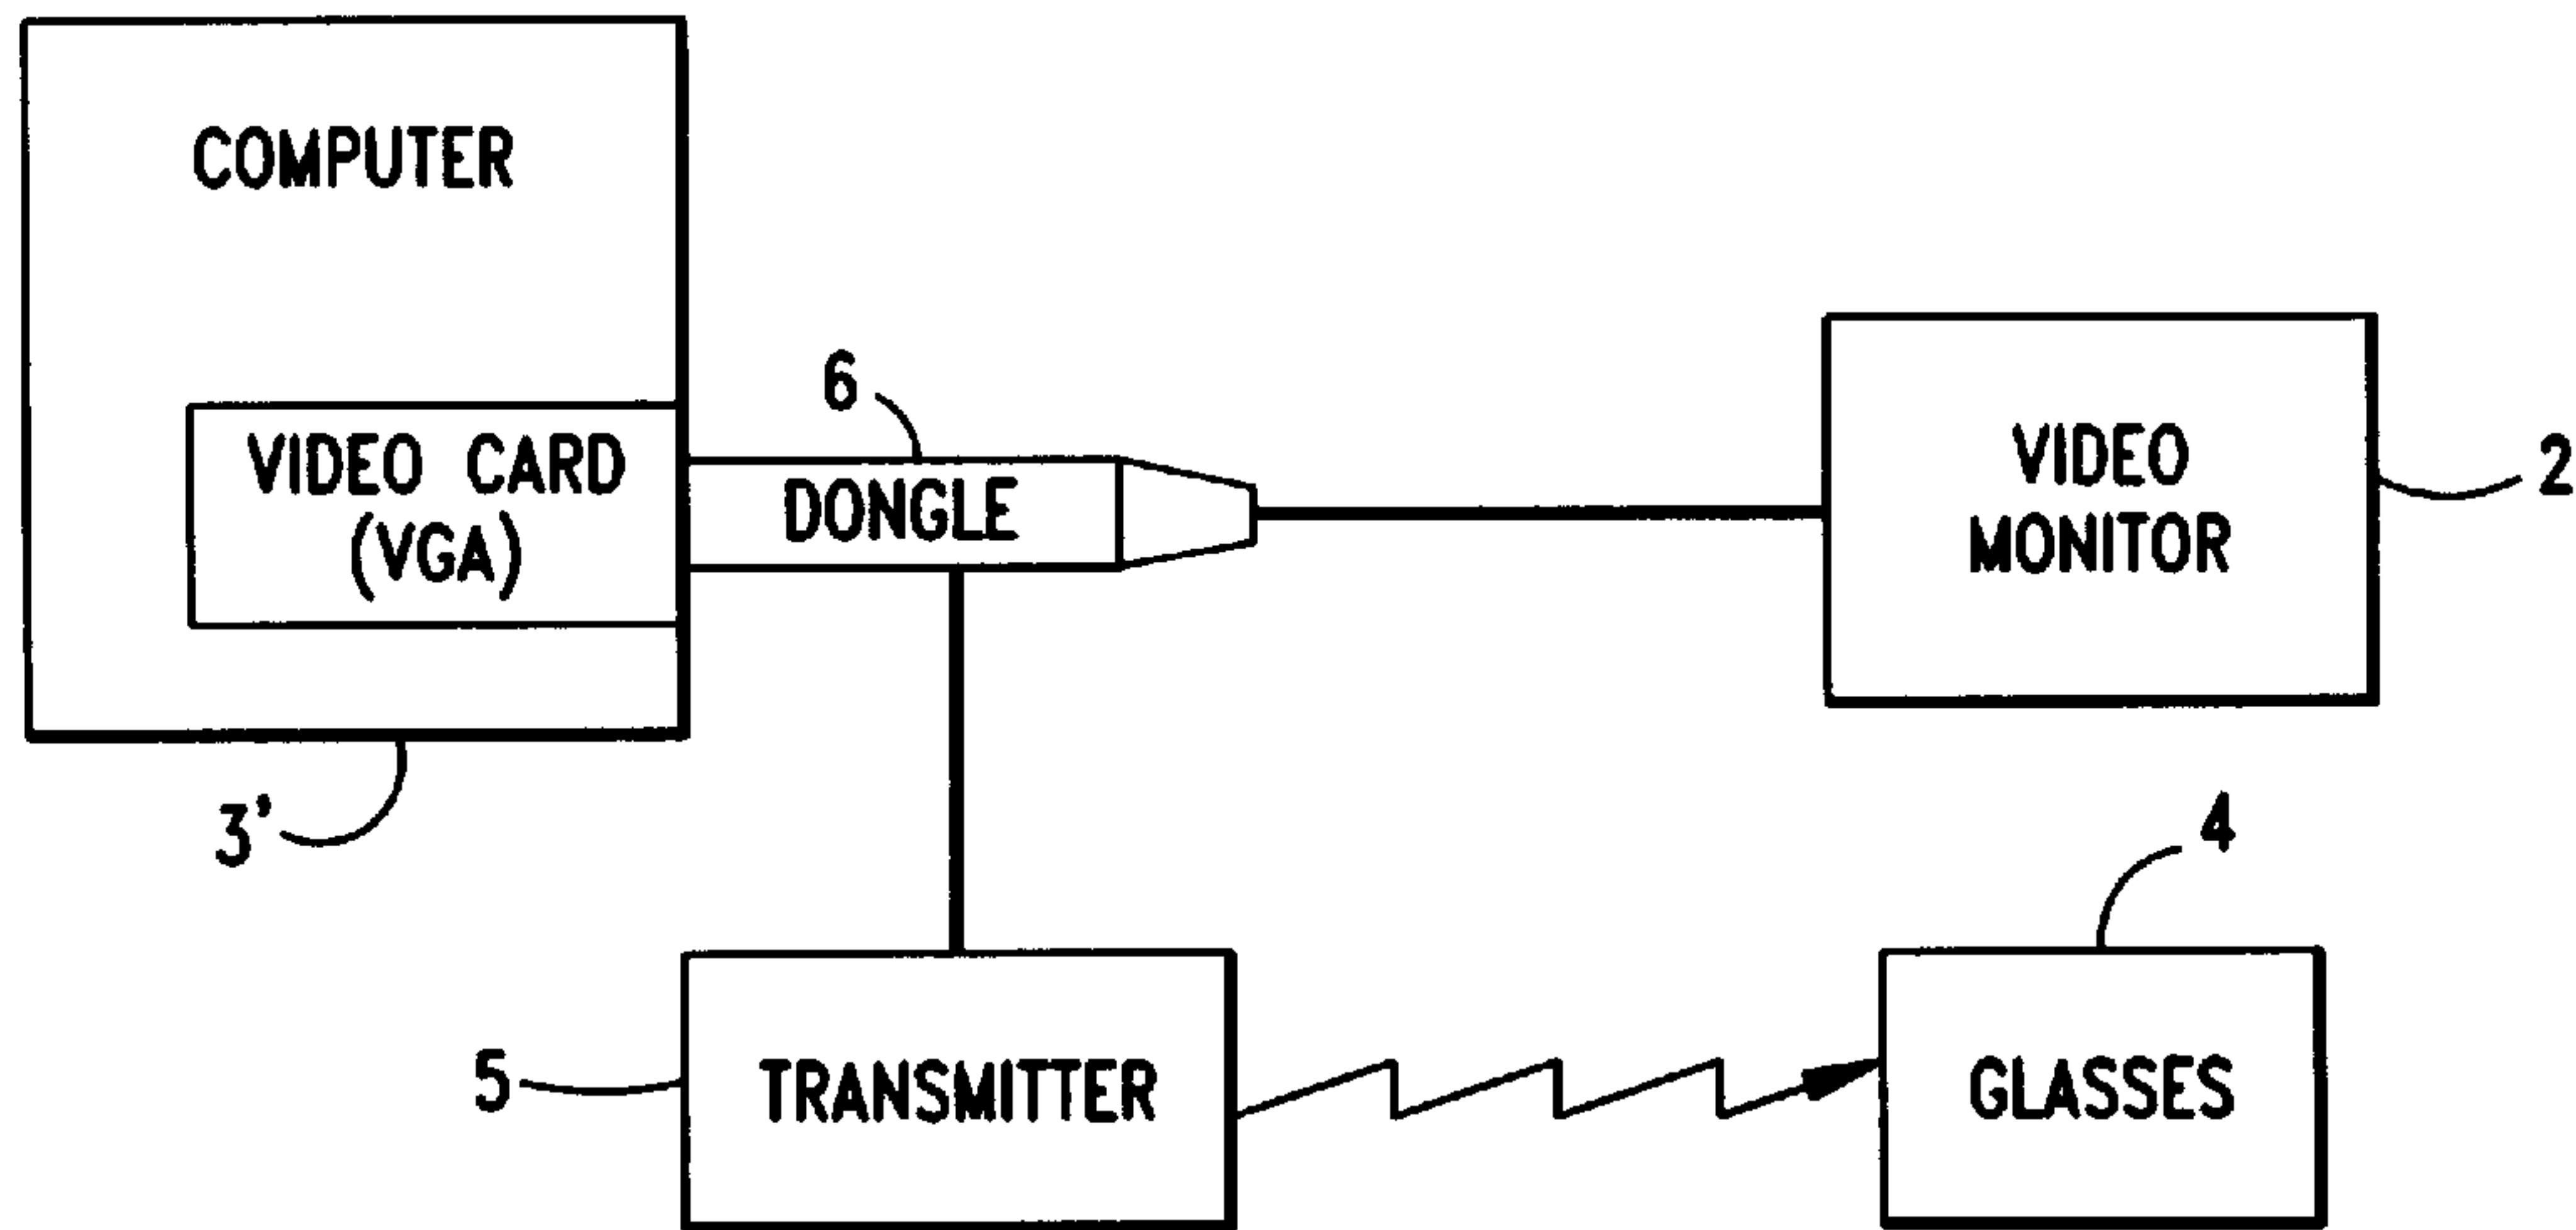 COMPUTER
VIDEO CARD
(VGA)
6
DONGLE
VIDEO
MONITOR
2
3'
4
5
TRANSMITTER
GLASSES